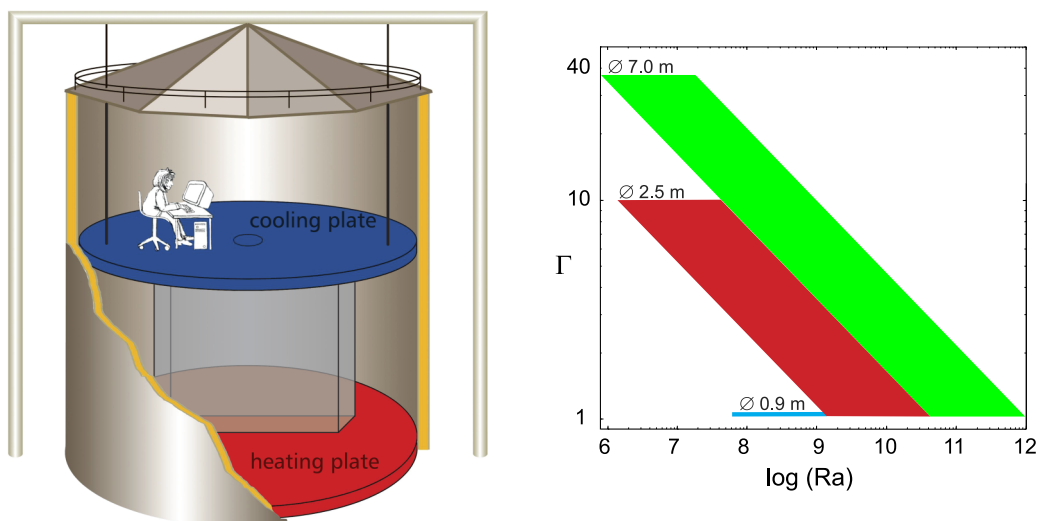 cooling plate
heating plate
40
10
1
Γ
∅ 7.0 m
∅ 2.5 m
∅ 0.9 m
6 7 8 9 10 11 12
log (Ra)